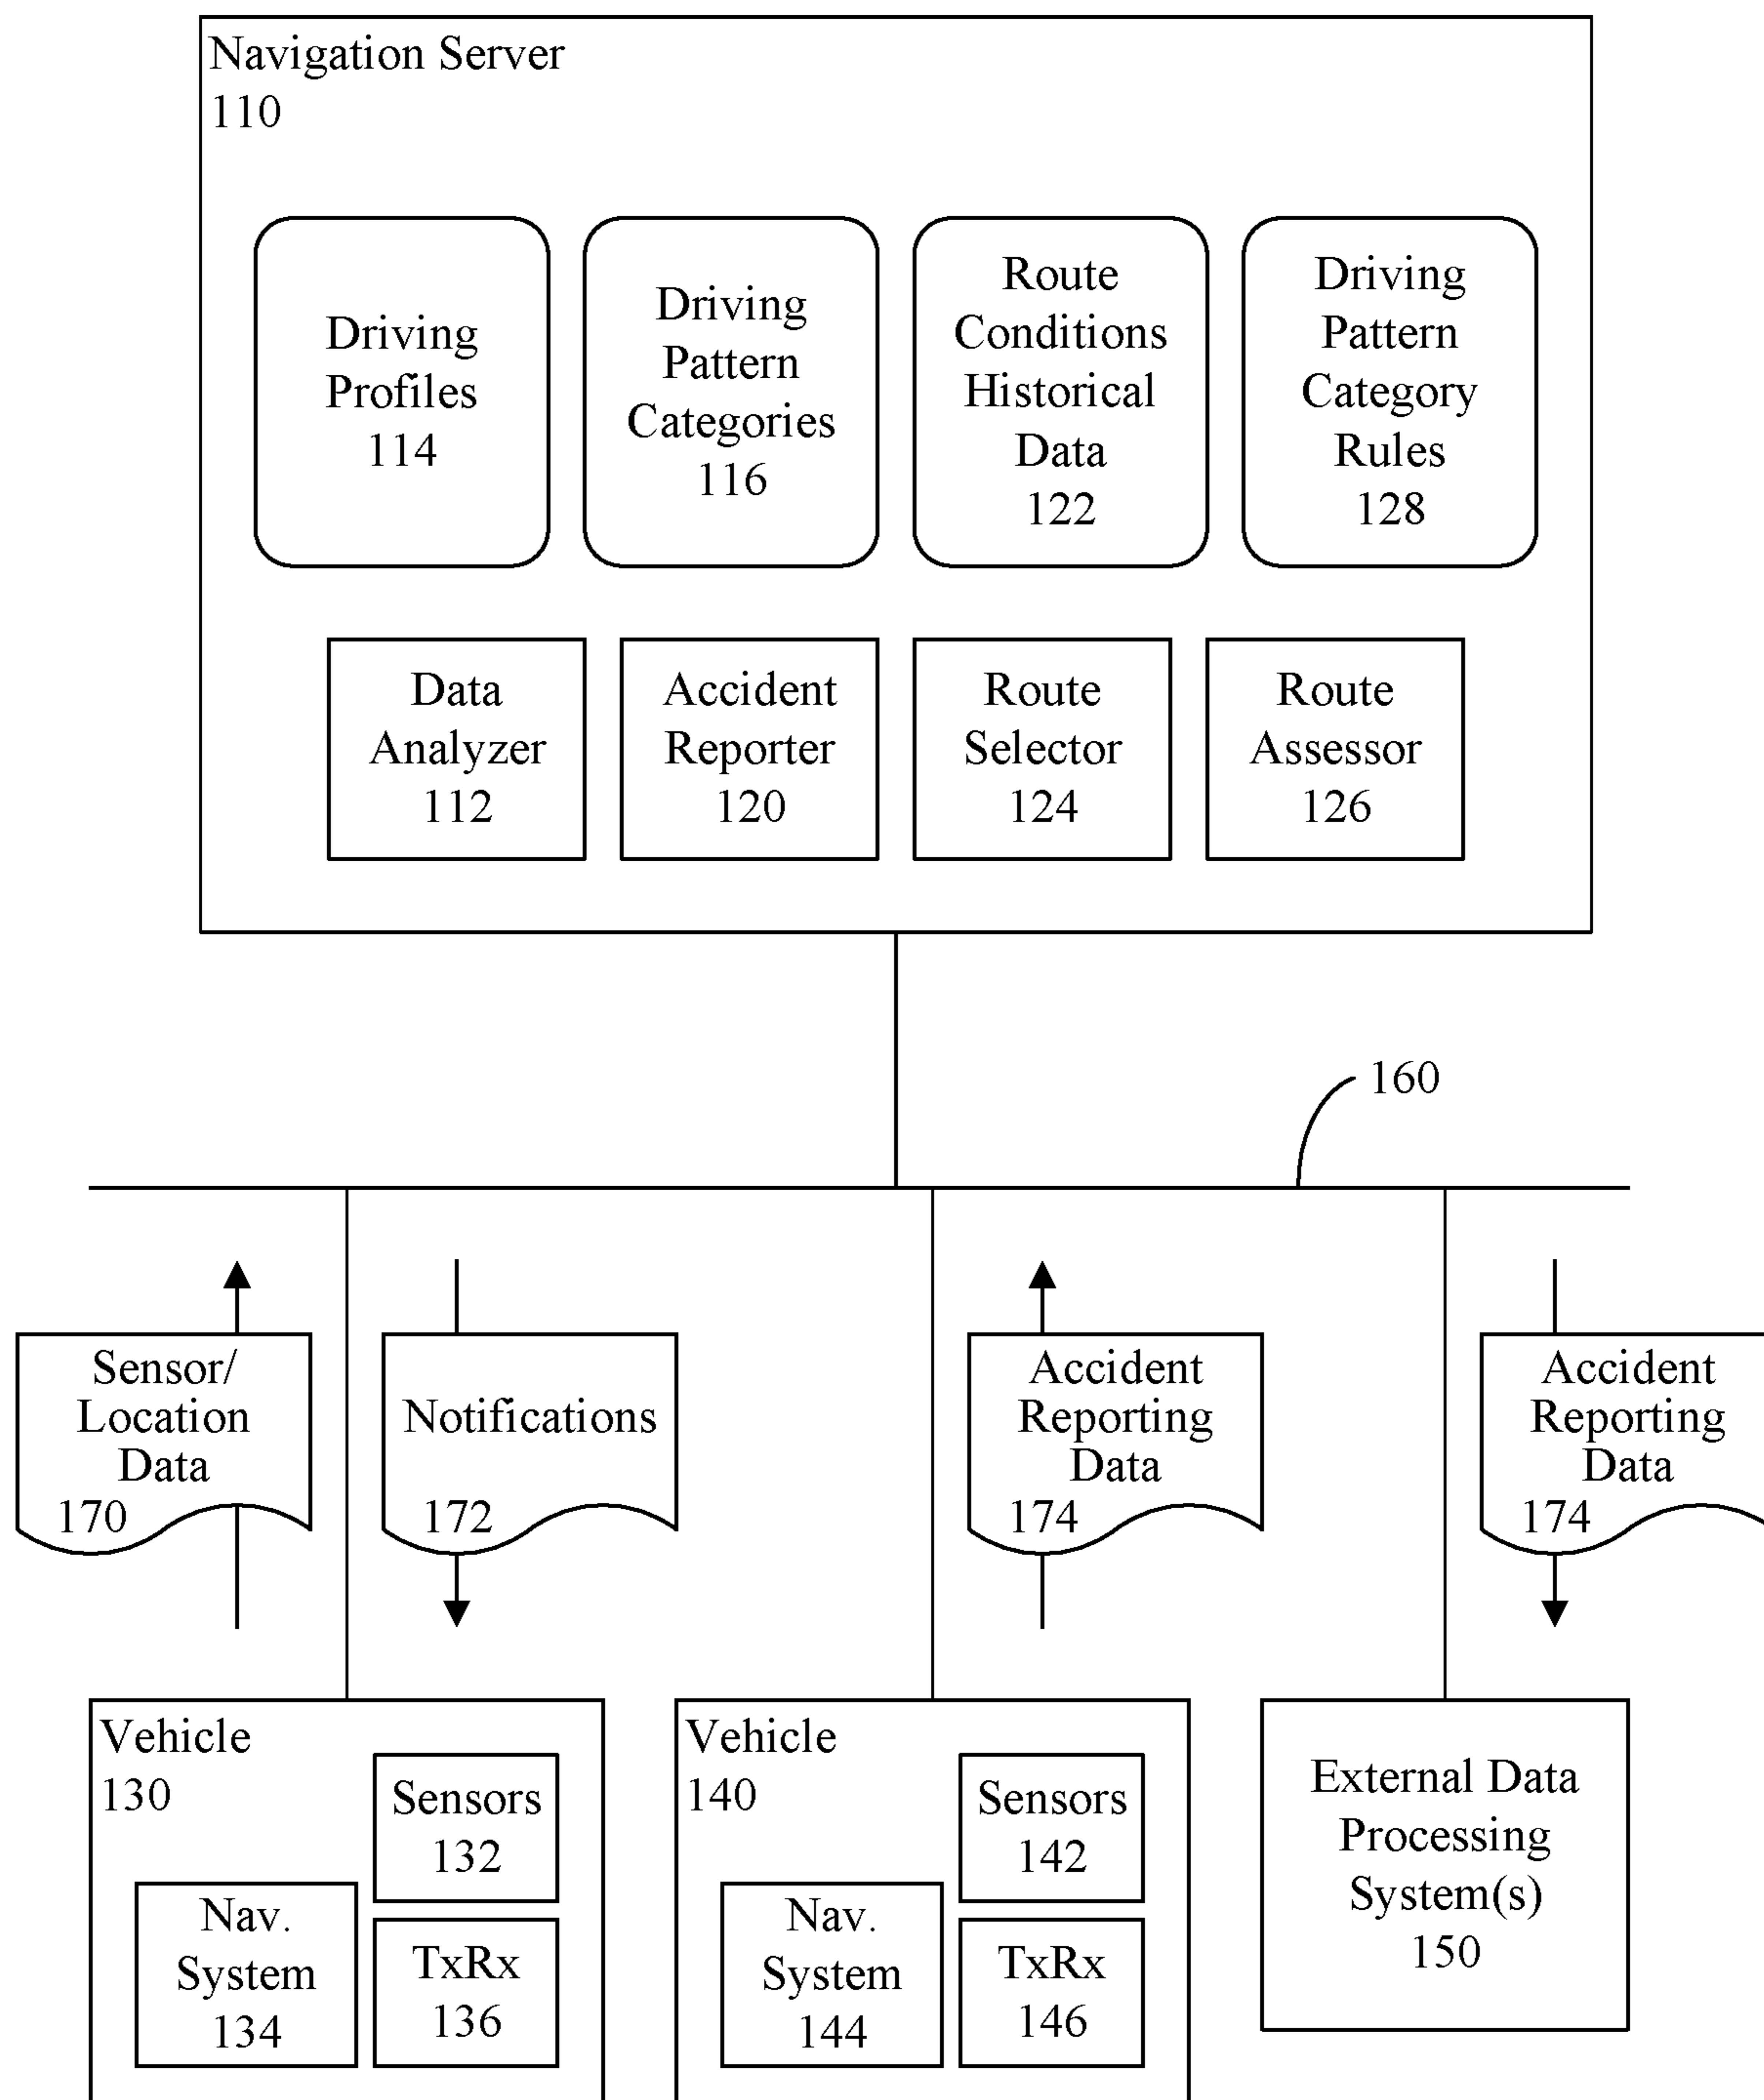 Navigation Server
110
Driving
Profiles
114
Driving
Pattern
Categories
116
Route
Conditions
Historical
Data
122
Driving
Pattern
Category
Rules
128
Data
Analyzer
112
Accident
Reporter
120
Route
Selector
124
Route
Assessor
126
160
Sensor/
Location
Data
170
Notifications
172
Accident
Reporting
Data
174
Accident
Reporting
Data
174
Vehicle
130
Sensors
132
Nav.
System
134
TxRx
136
Vehicle
140
Sensors
142
Nav.
System
144
TxRx
146
External Data
Processing
System(s)
150